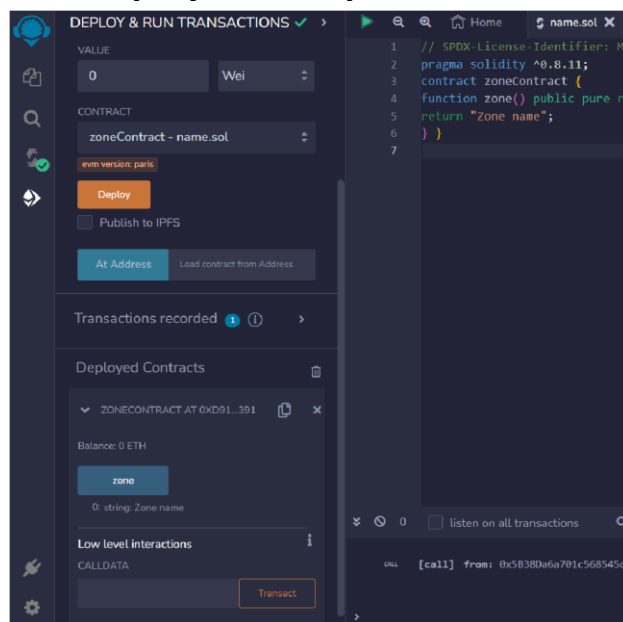 DEPLOY & RUN TRANSACTIONS
VALUE
0 Wei
CONTRACT
zoneContract - name.sol
evm version: paris
Deploy
Publish to IPFS
At Address Load contract from Address
Transactions recorded 1 i
Deployed Contracts
ZONECONTRACT AT 0XD91...391
Balance: 0 ETH
zone
0: string: Zone name
Low level interactions i
CALLDATA
Transact
Home name.sol
1 // SPDX-License-Identifier: M
2 pragma solidity ^0.8.11;
3 contract zoneContract {
4 function zone() public pure r
5 return "Zone name";
6 } }
7
0 listen on all transactions
CALL [call] from: 0x5B38Da6a701c568545
>